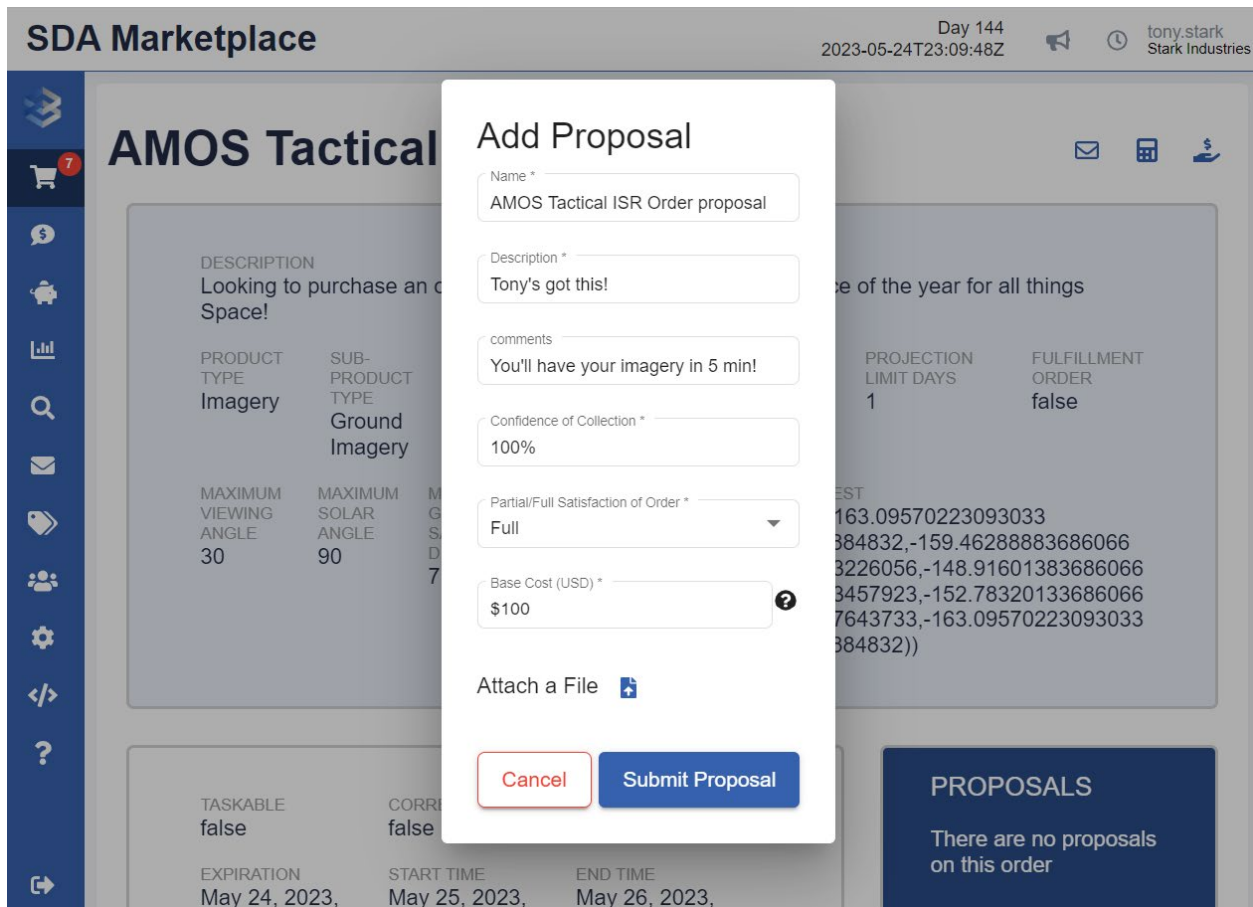 SDA Marketplace
Day 144
2023-05-24T23:09:48Z
tony.stark
Stark Industries
7
AMOS Tactical
DESCRIPTION
Looking to purchase an
ce of the year for all things
Space!
PRODUCT
TYPE
Imagery
SUB-
PRODUCT
TYPE
Ground
Imagery
PROJECTION
LIMIT DAYS
1
FULFILLMENT
ORDER
false
MAXIMUM
VIEWING
ANGLE
30
MAXIMUM
SOLAR
ANGLE
90
M
G
S
D
7
EST
163.09570223093033
384832,-159.46288883686066
3226056,-148.91601383686066
3457923,-152.78320133686066
7643733,-163.09570223093033
384832))
Add Proposal
Name *
AMOS Tactical ISR Order proposal
Description *
Tony's got this!
comments
You'll have your imagery in 5 min!
Confidence of Collection *
100%
Partial/Full Satisfaction of Order *
Full
Base Cost (USD) *
$100
?
Attach a File
Cancel
Submit Proposal
TASKABLE
false
CORRE
false
EXPIRATION
May 24, 2023,
START TIME
May 25, 2023,
END TIME
May 26, 2023,
PROPOSALS
There are no proposals
on this order